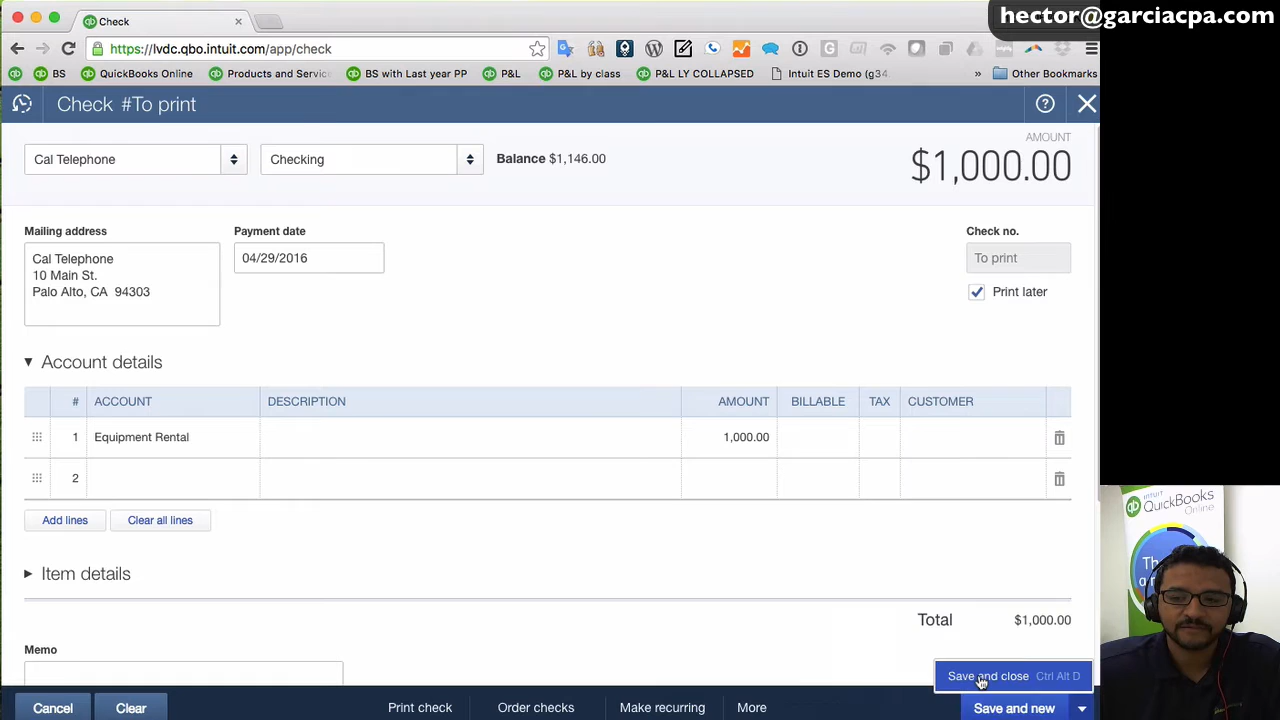 hector@garciacpa.com
Check
https://lvdc.qbo.intuit.com/app/check
BS
QuickBooks Online
Products and Service
BS with Last year PP
P&L
P&L by class
P&L LY COLLAPSED
Intuit ES Demo (g34
»
Other Bookmarks
Check #To print
AMOUNT
Cal Telephone
Checking
Balance $1,146.00
$1,000.00
Mailing address
Payment date
Check no.
Cal Telephone
10 Main St.
Palo Alto, CA 94303
04/29/2016
To print
Print later
Account details
# ACCOUNT DESCRIPTION AMOUNT BILLABLE TAX CUSTOMER
1 Equipment Rental 1,000.00
2
Add lines
Clear all lines
Item details
Total $1,000.00
Memo
Save and close Ctrl Alt D
Cancel
Clear
Print check
Order checks
Make recurring
More
Save and new
INTUIT
QuickBooks
Online